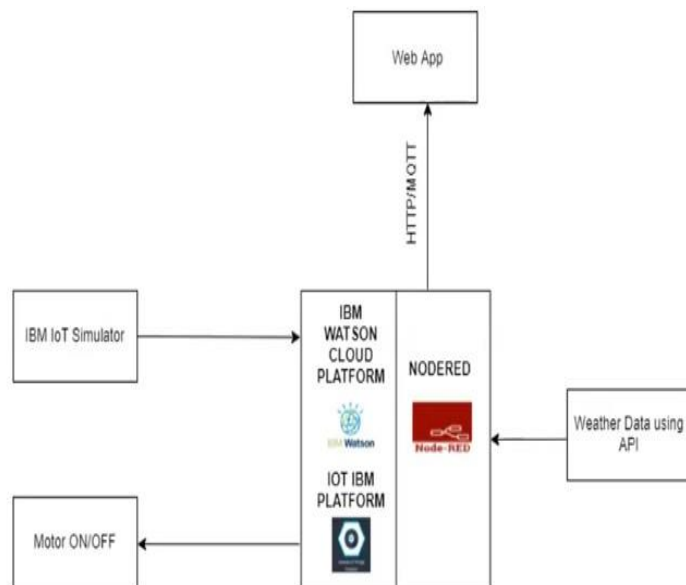 Web App
HTTP/MQTT
IBM IoT Simulator
IBM
WATSON
CLOUD
PLATFORM
NODERED
IBM Watson
Node-RED
Weather Data using
API
IOT IBM
PLATFORM
Motor ON/OFF